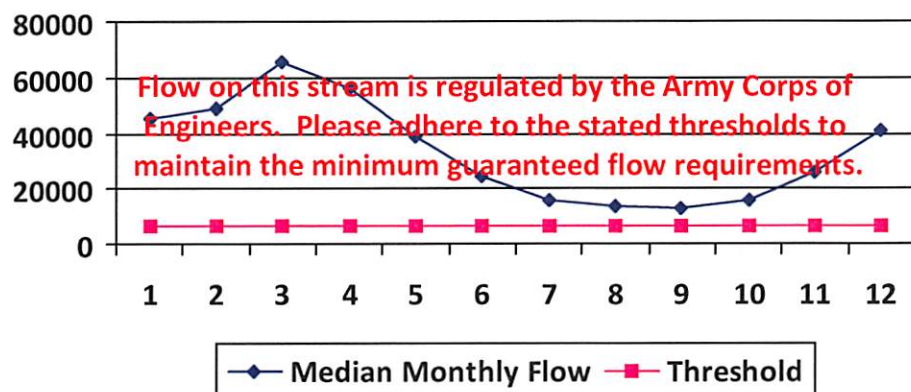 80000
60000
40000
20000
0
Flow on this stream is regulated by the Army Corps of
Engineers. Please adhere to the stated thresholds to
maintain the minimum guaranteed flow requirements.
1 2 3 4 5 6 7 8 9 10 11 12
Median Monthly Flow Threshold